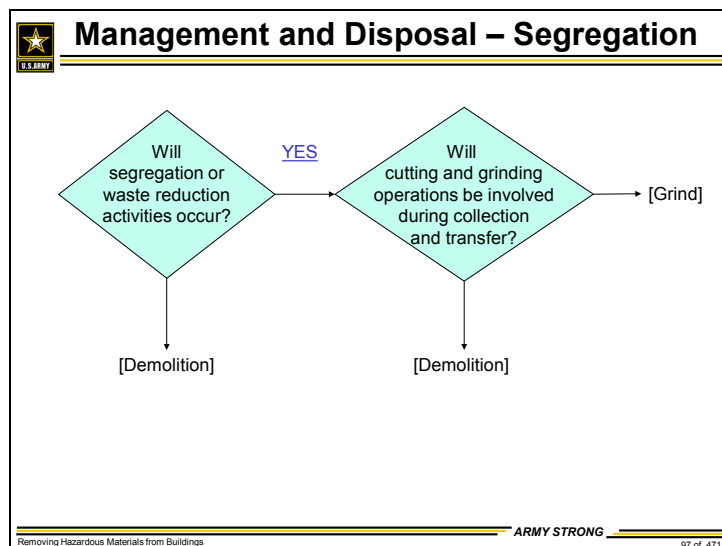 Management and Disposal – Segregation
U.S.ARMY
Will
segregation or
waste reduction
activities occur?
YES
Will
cutting and grinding
operations be involved
during collection
and transfer?
[Grind]
[Demolition]
[Demolition]
ARMY STRONG
Removing Hazardous Materials from Buildings
97 of 471